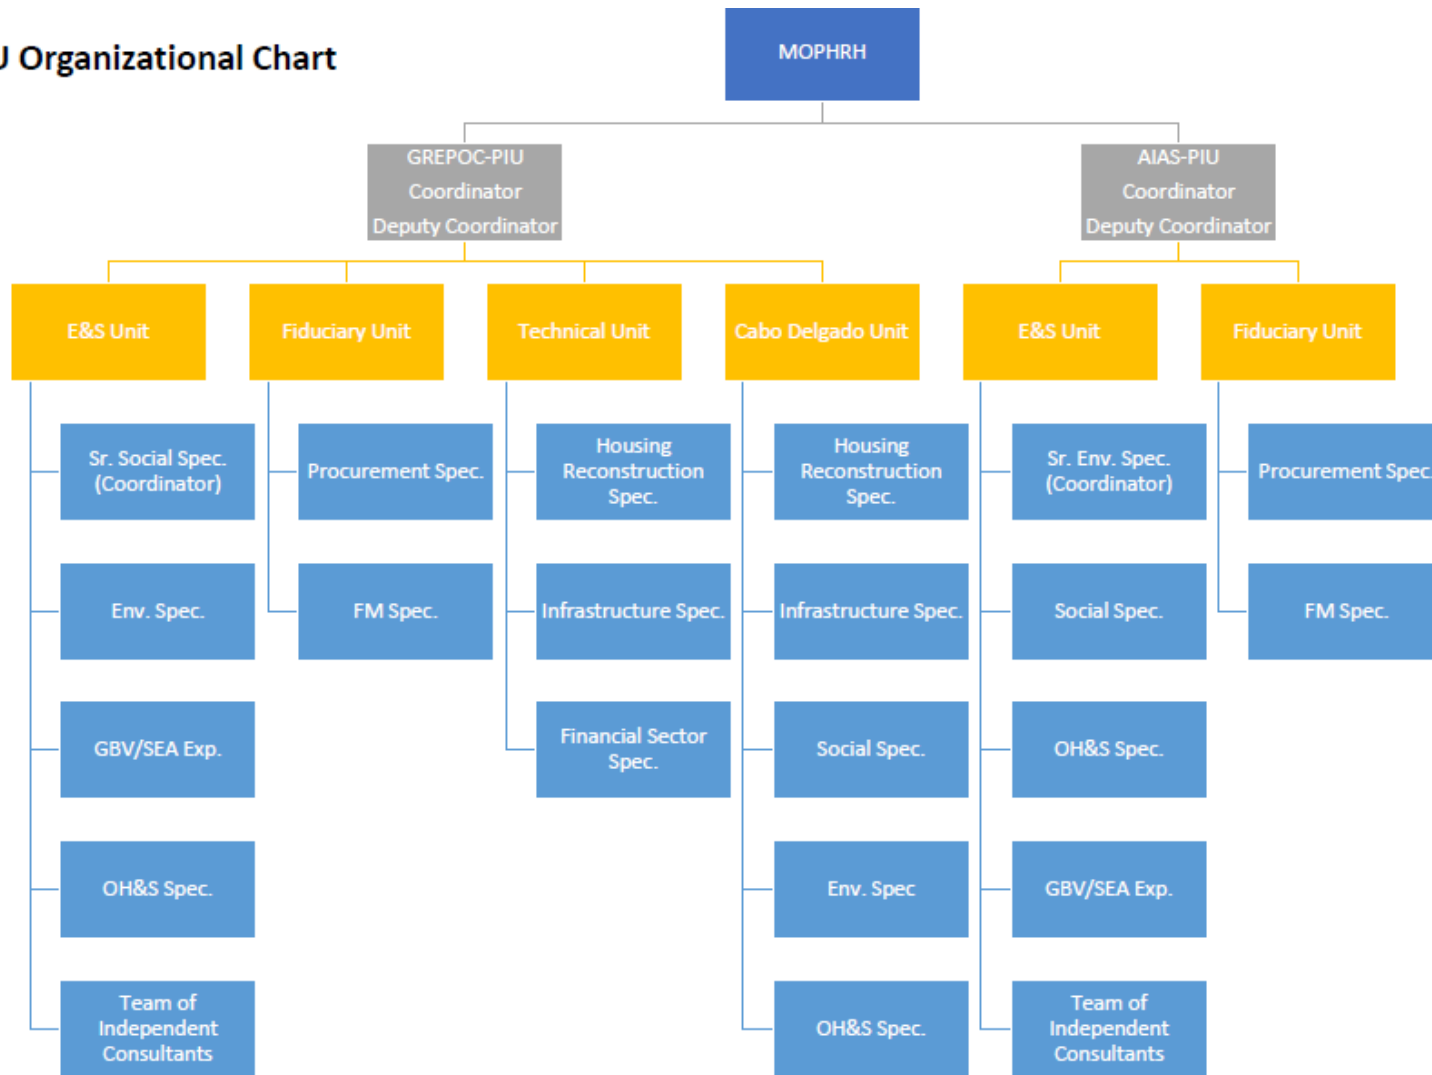 U Organizational Chart
MOPHRH
GREPOC-PIU
Coordinator
Deputy Coordinator
AIAS-PIU
Coordinator
Deputy Coordinator
E&S Unit
Fiduciary Unit
Technical Unit
Cabo Delgado Unit
E&S Unit
Fiduciary Unit
Sr. Social Spec.
(Coordinator)
Env. Spec.
GBV/SEA Exp.
OH&S Spec.
Team of
Independent
Consultants
Procurement Spec.
FM Spec.
Housing
Reconstruction
Spec.
Infrastructure Spec.
Financial Sector
Spec.
Housing
Reconstruction
Spec.
Infrastructure Spec.
Social Spec.
Env. Spec
OH&S Spec.
Sr. Env. Spec.
(Coordinator)
Social Spec.
OH&S Spec.
GBV/SEA Exp.
Team of
Independent
Consultants
Procurement Spec.
FM Spec.